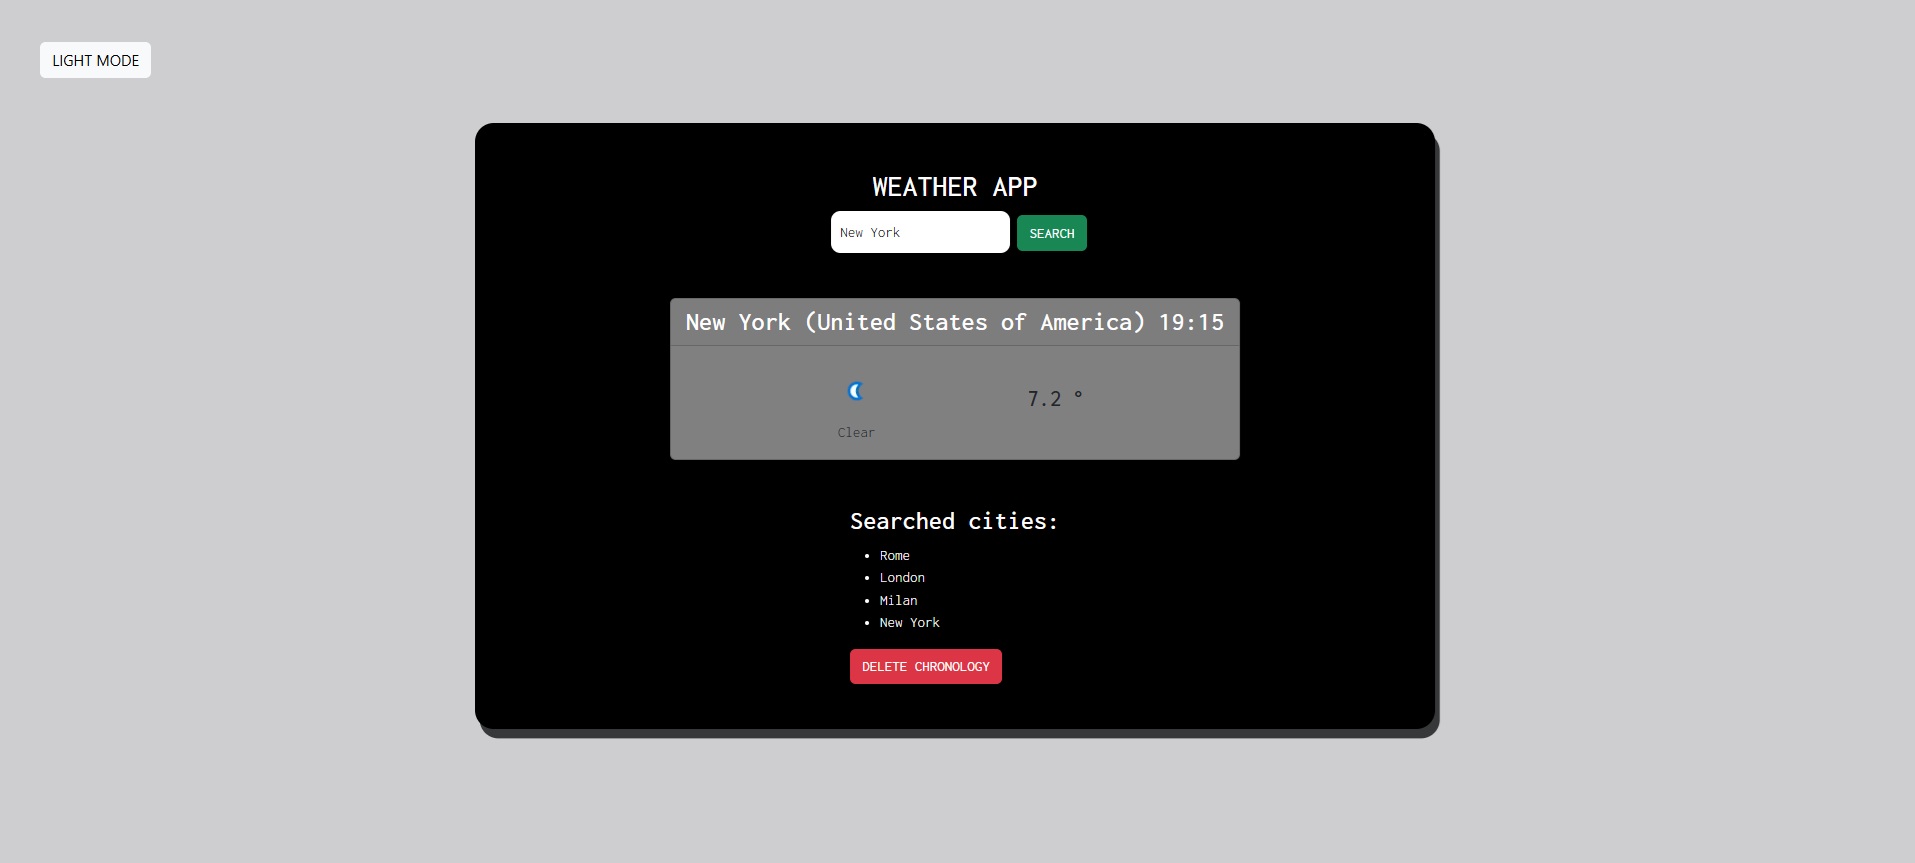 LIGHT MODE
WEATHER APP
New York
SEARCH
New York (United States of America) 19:15
7.2 °
Clear
Searched cities:
Rome
London
Milan
New York
DELETE CHRONOLOGY